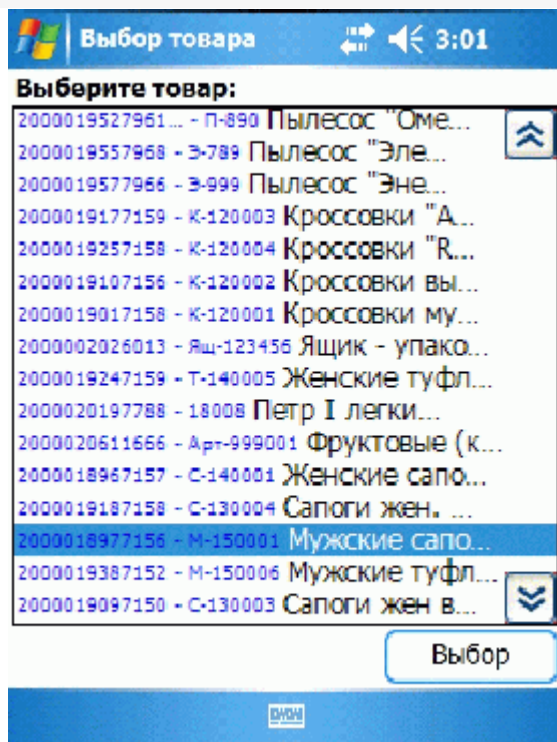 Выбор товара 3:01
Выберите товар:
2000019527961... - П-890 Пылесос "Оме...
2000019557968 - Э-789 Пылесос "Эле...
2000019577966 - Э-999 Пылесос "Эне...
2000019177159 - К-120003 Кроссовки "A...
2000019257158 - К-120004 Кроссовки "R...
2000019107156 - К-120002 Кроссовки вы...
2000019017158 - К-120001 Кроссовки му...
2000002026013 - Ящ-123456 Ящик - упако...
2000019247159 - Т-140005 Женские туфл...
2000020197788 - 18008 Петр I легки...
2000020611666 - Арт-999001 Фруктовые (к...
2000018967157 - С-140001 Женские сапо...
2000019187158 - С-130004 Сапоги жен. ...
2000018977156 - М-150001 Мужские сапо...
2000019387152 - М-150006 Мужские туфл...
2000019097150 - С-130003 Сапоги жен в...
Выбор